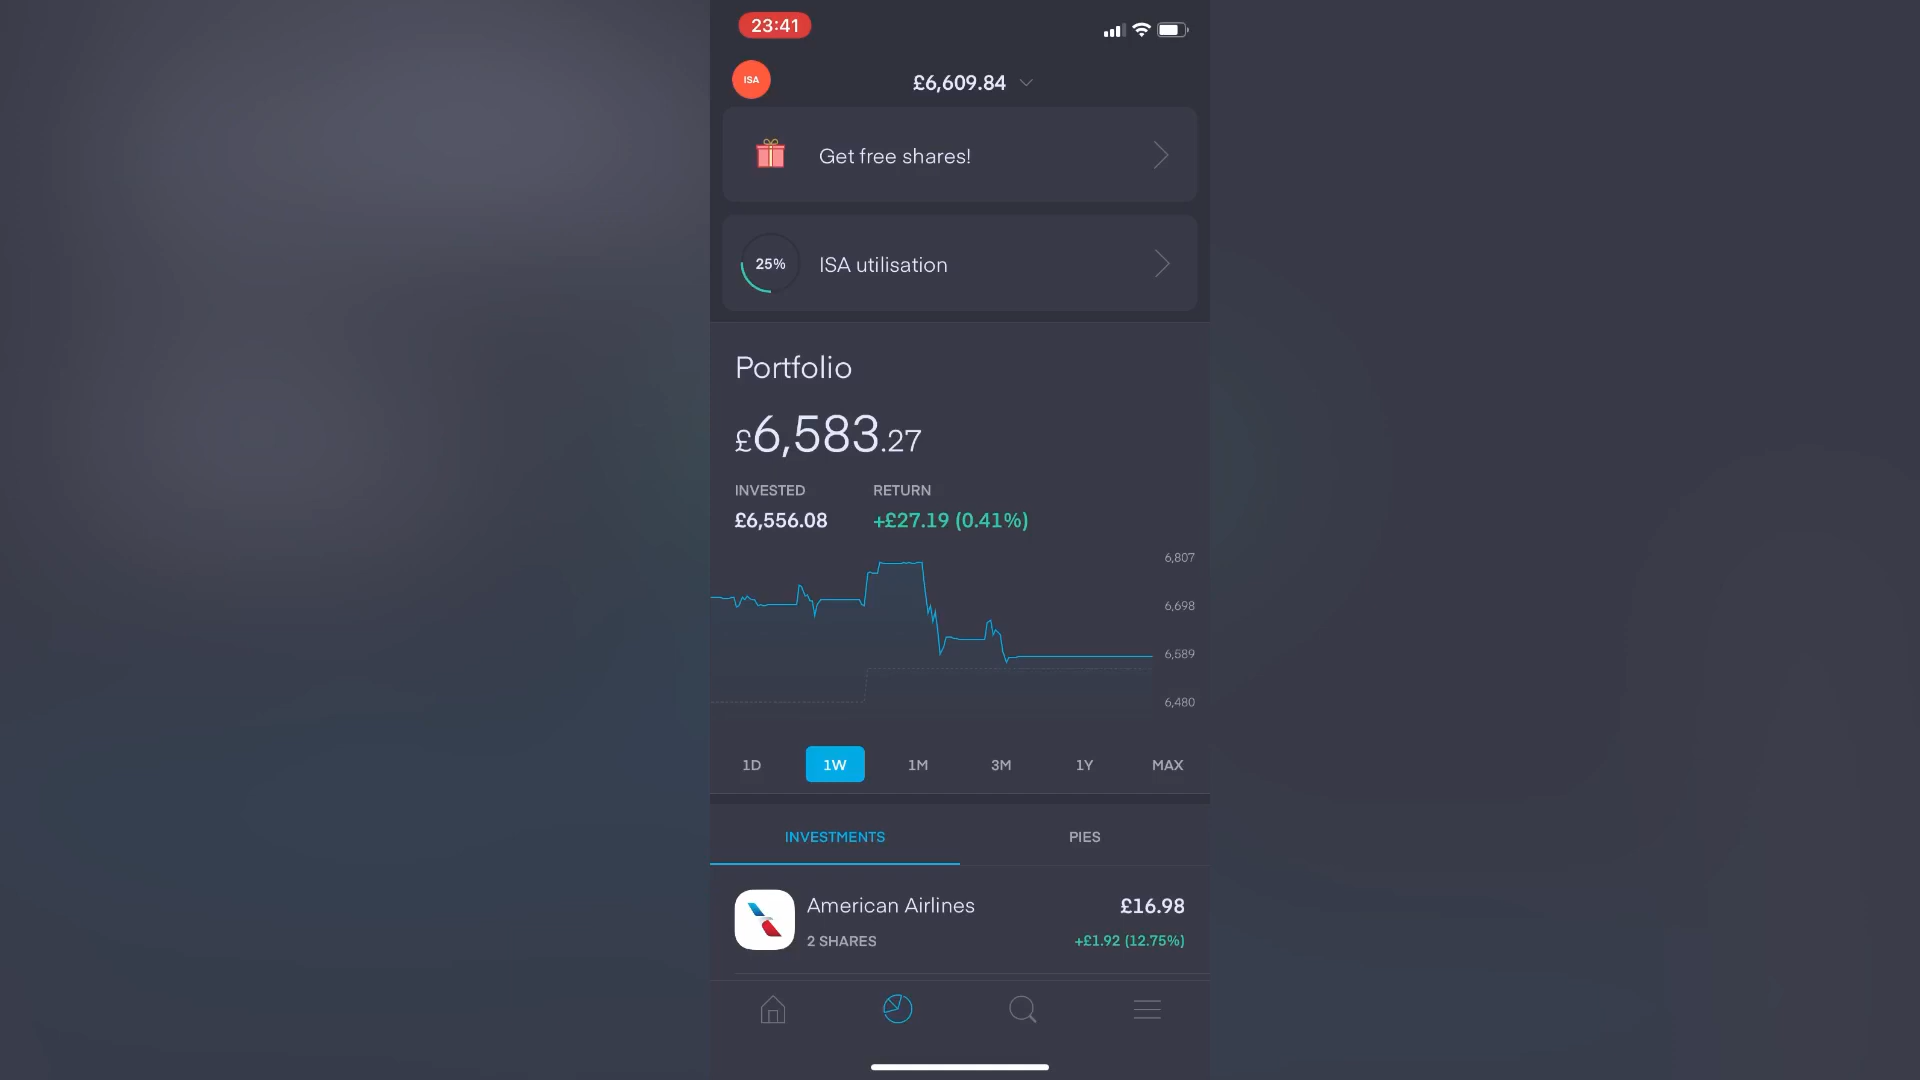 23:41
ISA
£6,609.84
Get free shares!
25%
ISA utilisation
Portfolio
£6,583.27
INVESTED RETURN
£6,556.08 +£27.19 (0.41%)
6,807
6,698
6,589
6,480
1D 1W 1M 3M 1Y MAX
INVESTMENTS PIES
American Airlines £16.98
2 SHARES +£1.92 (12.75%)